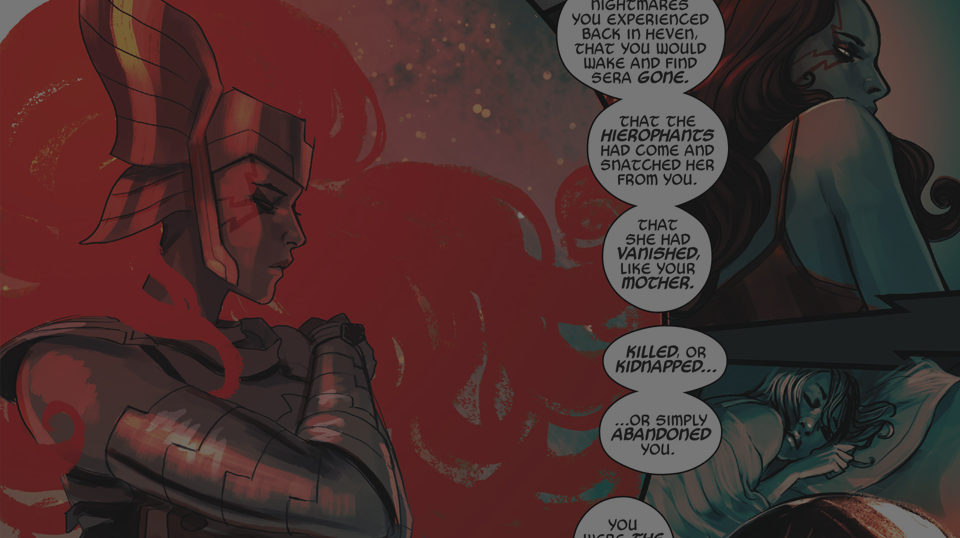 NIGHTMARES
YOU EXPERIENCED
BACK IN HEVEN,
THAT YOU WOULD
WAKE AND FIND
SERA GONE.
THAT THE
HIEROPHANTS
HAD COME AND
SNATCHED HER
FROM YOU.
THAT
SHE HAD
VANISHED,
LIKE YOUR
MOTHER.
KILLED, OR
KIDNAPPED...
...OR SIMPLY
ABANDONED
YOU.
YOU
WERE THE